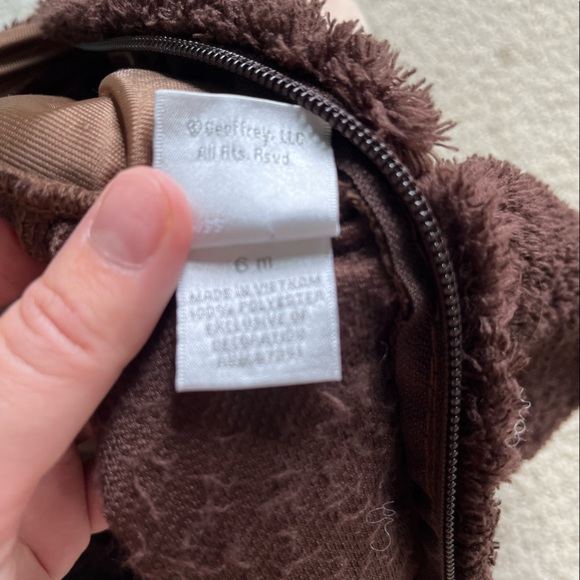 © Geoffrey, LLC
All Rts. Rsvd.
6 m
MADE IN VIETNAM
100% POLYESTER
EXCLUSIVE OF
DECORATION